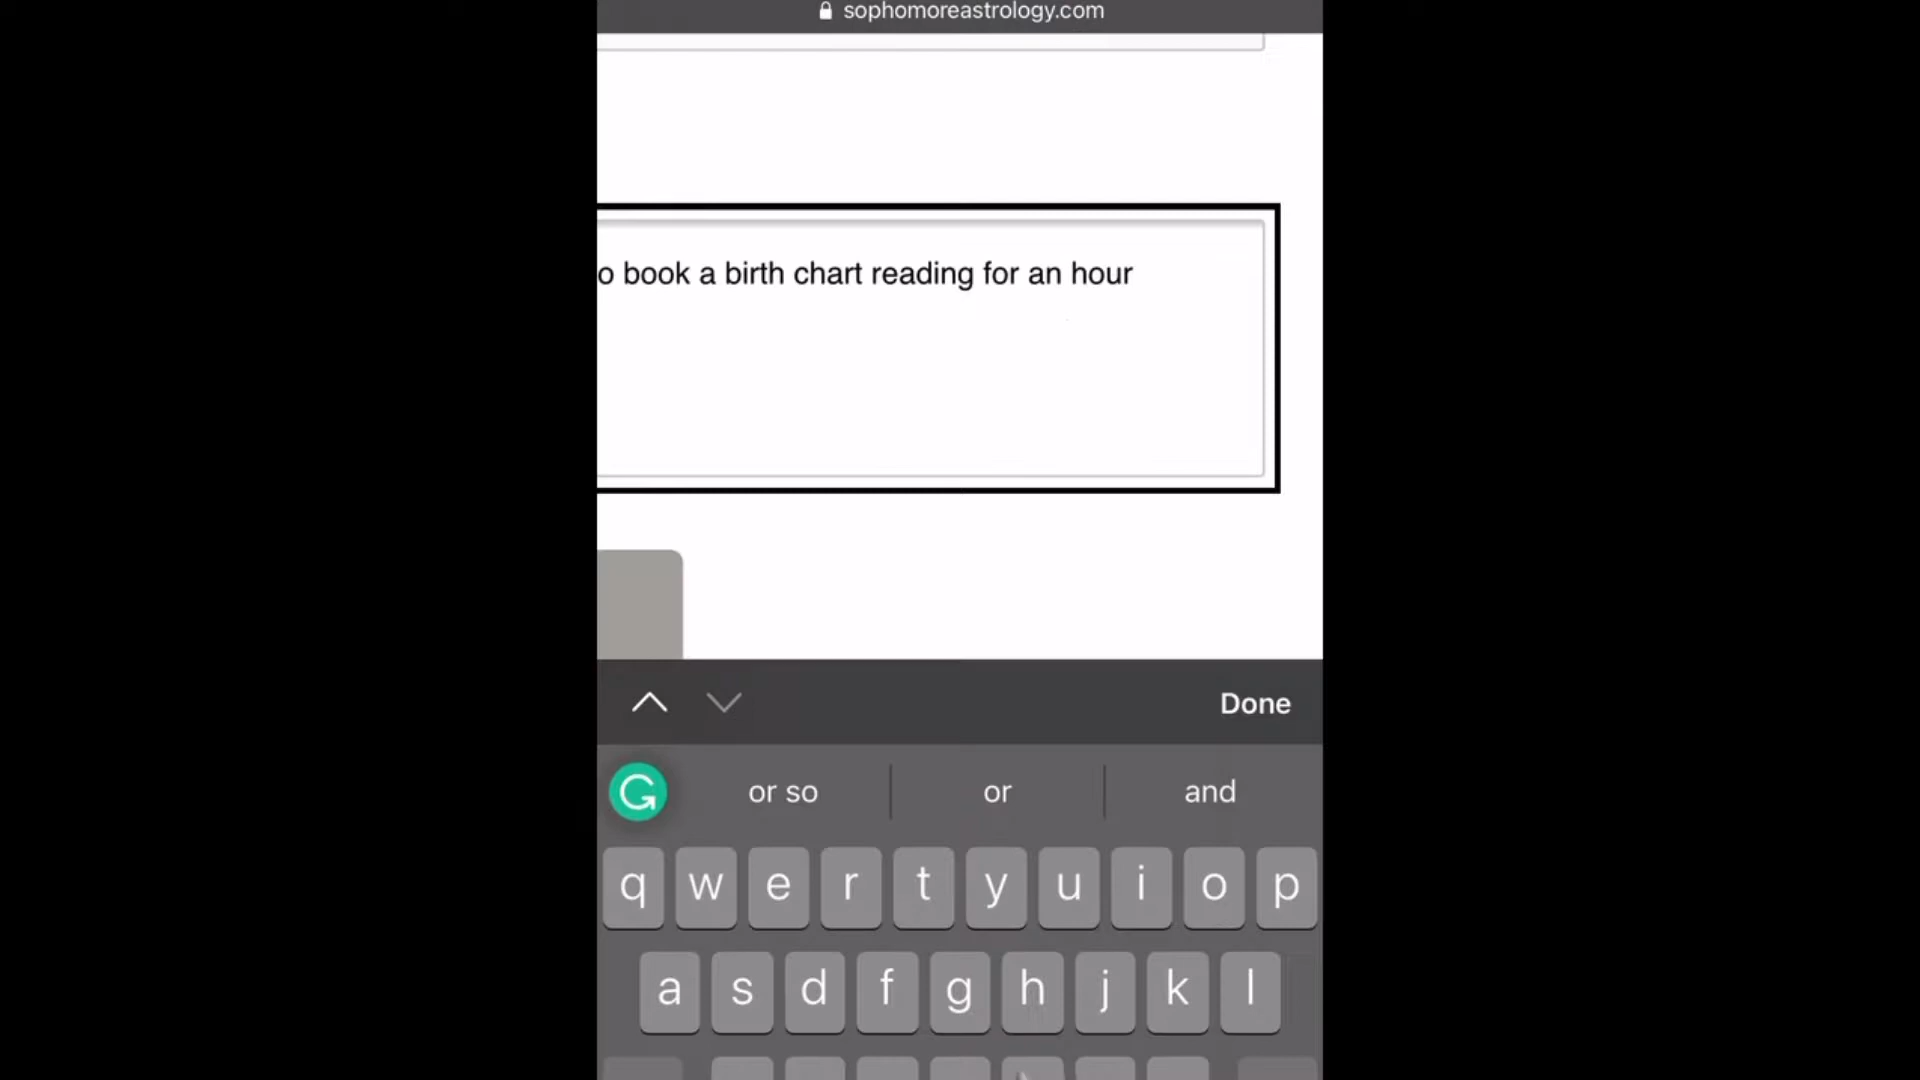 sophomoreastrology.com
o book a birth chart reading for an hour
Done
or so
or
and
q w e r t y u i o p
a s d f g h j k l